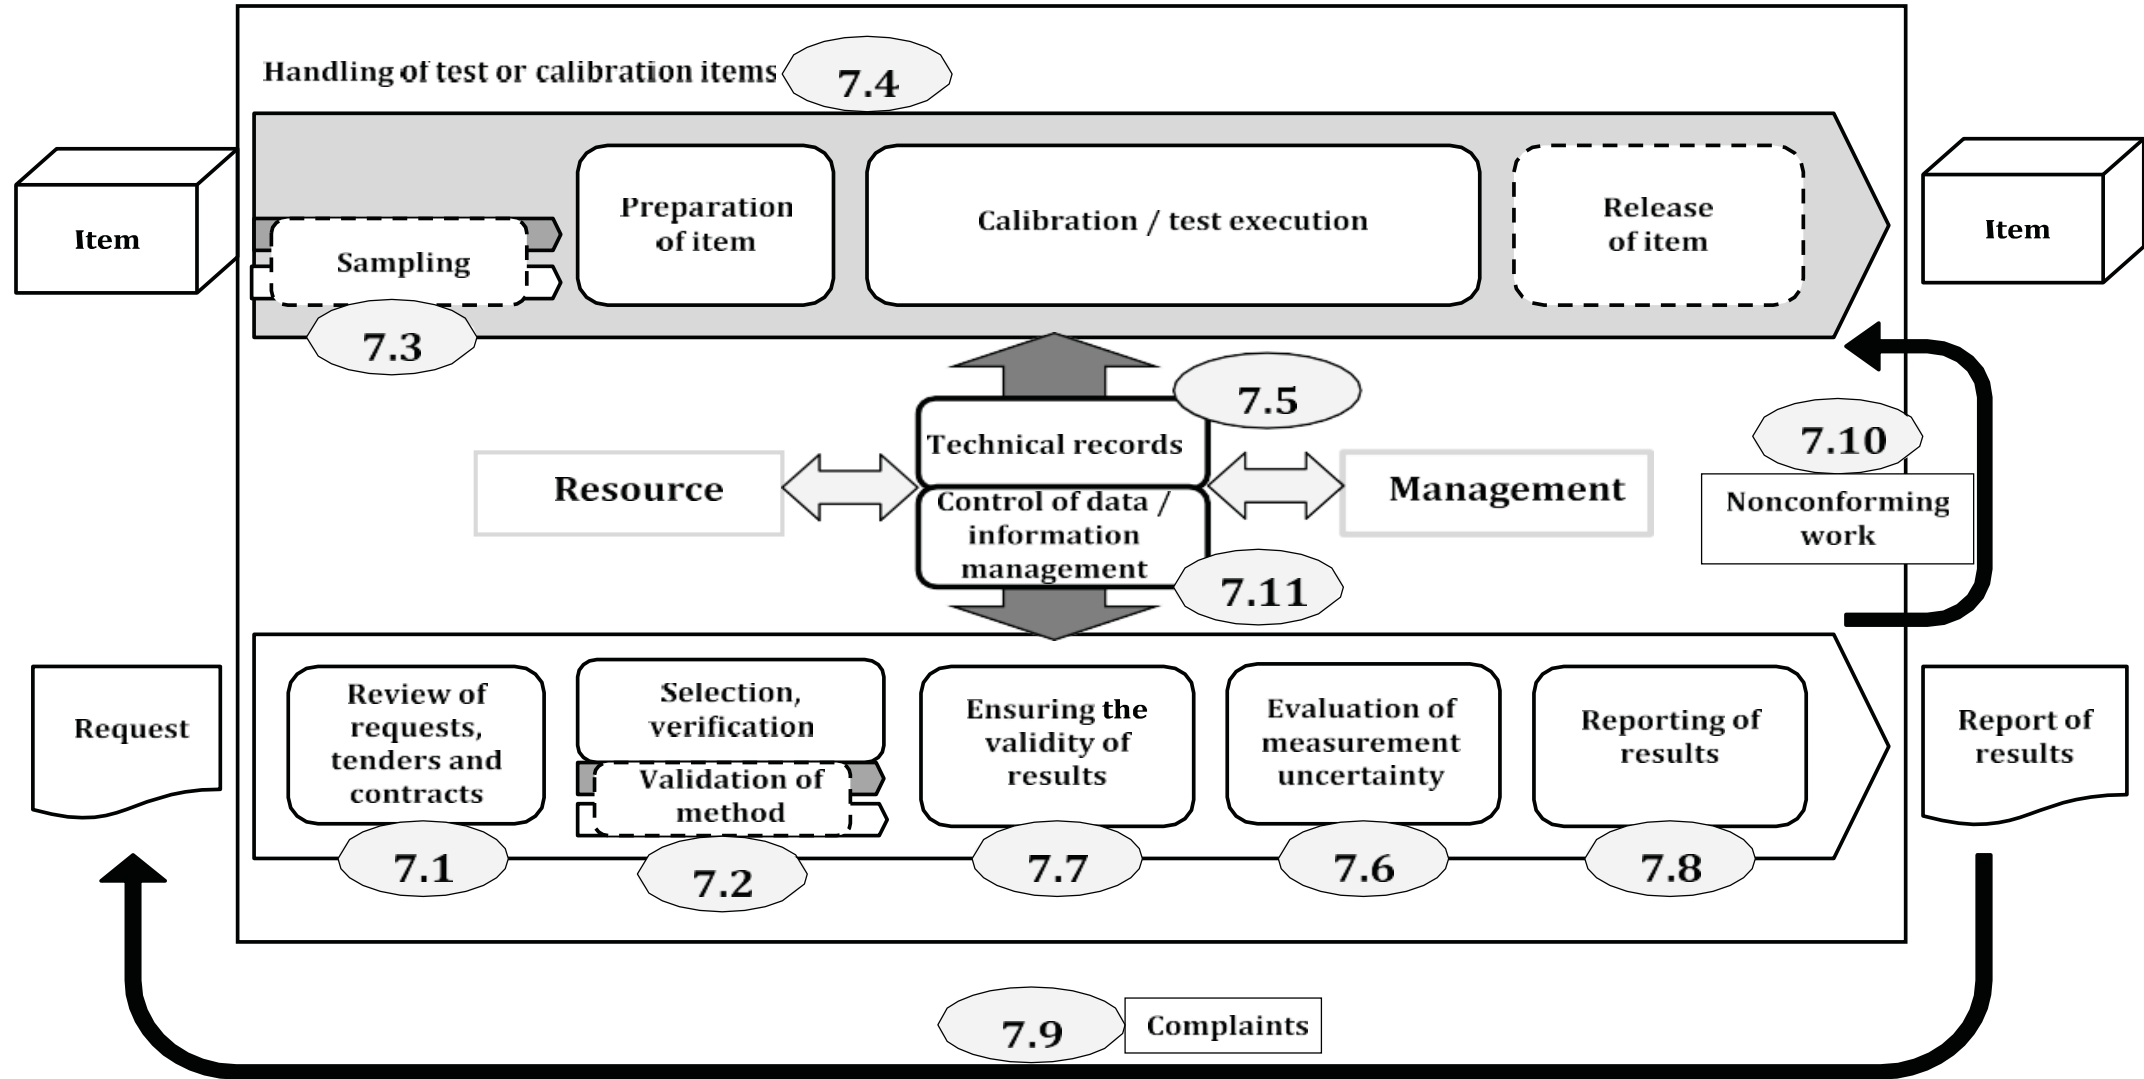 Handling of test or calibration items
7.4
Item
Sampling
7.3
Preparation
of item
Calibration / test execution
Release
of item
Item
7.5
Technical records
Resource
Control of data /
information
management
7.11
Management
7.10
Nonconforming
work
Request
Review of
requests,
tenders and
contracts
7.1
Selection,
verification
Validation of
method
7.2
Ensuring the
validity of
results
7.7
Evaluation of
measurement
uncertainty
7.6
Reporting of
results
7.8
Report of
results
7.9
Complaints